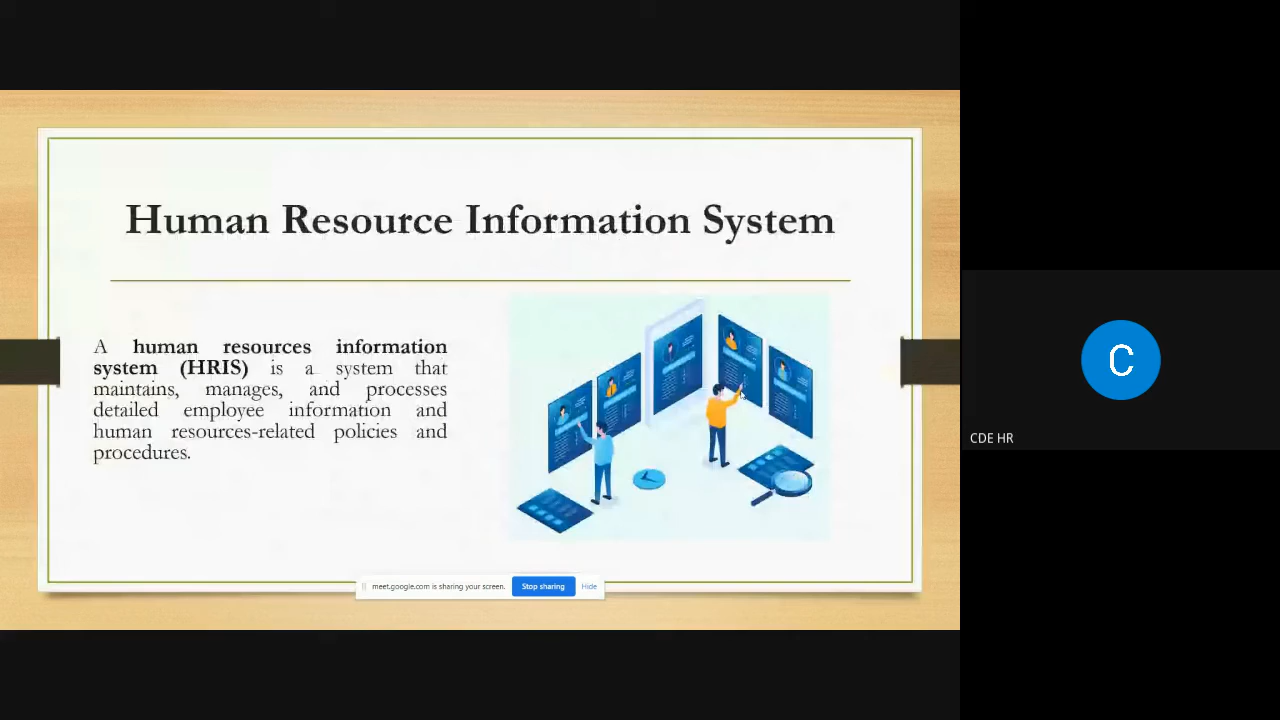 Human Resource Information System
A human resources information
system (HRIS) is a system that
maintains, manages, and processes
detailed employee information and
human resources-related policies and
procedures.
meet.google.com is sharing your screen. Stop sharing Hide
C
CDE HR